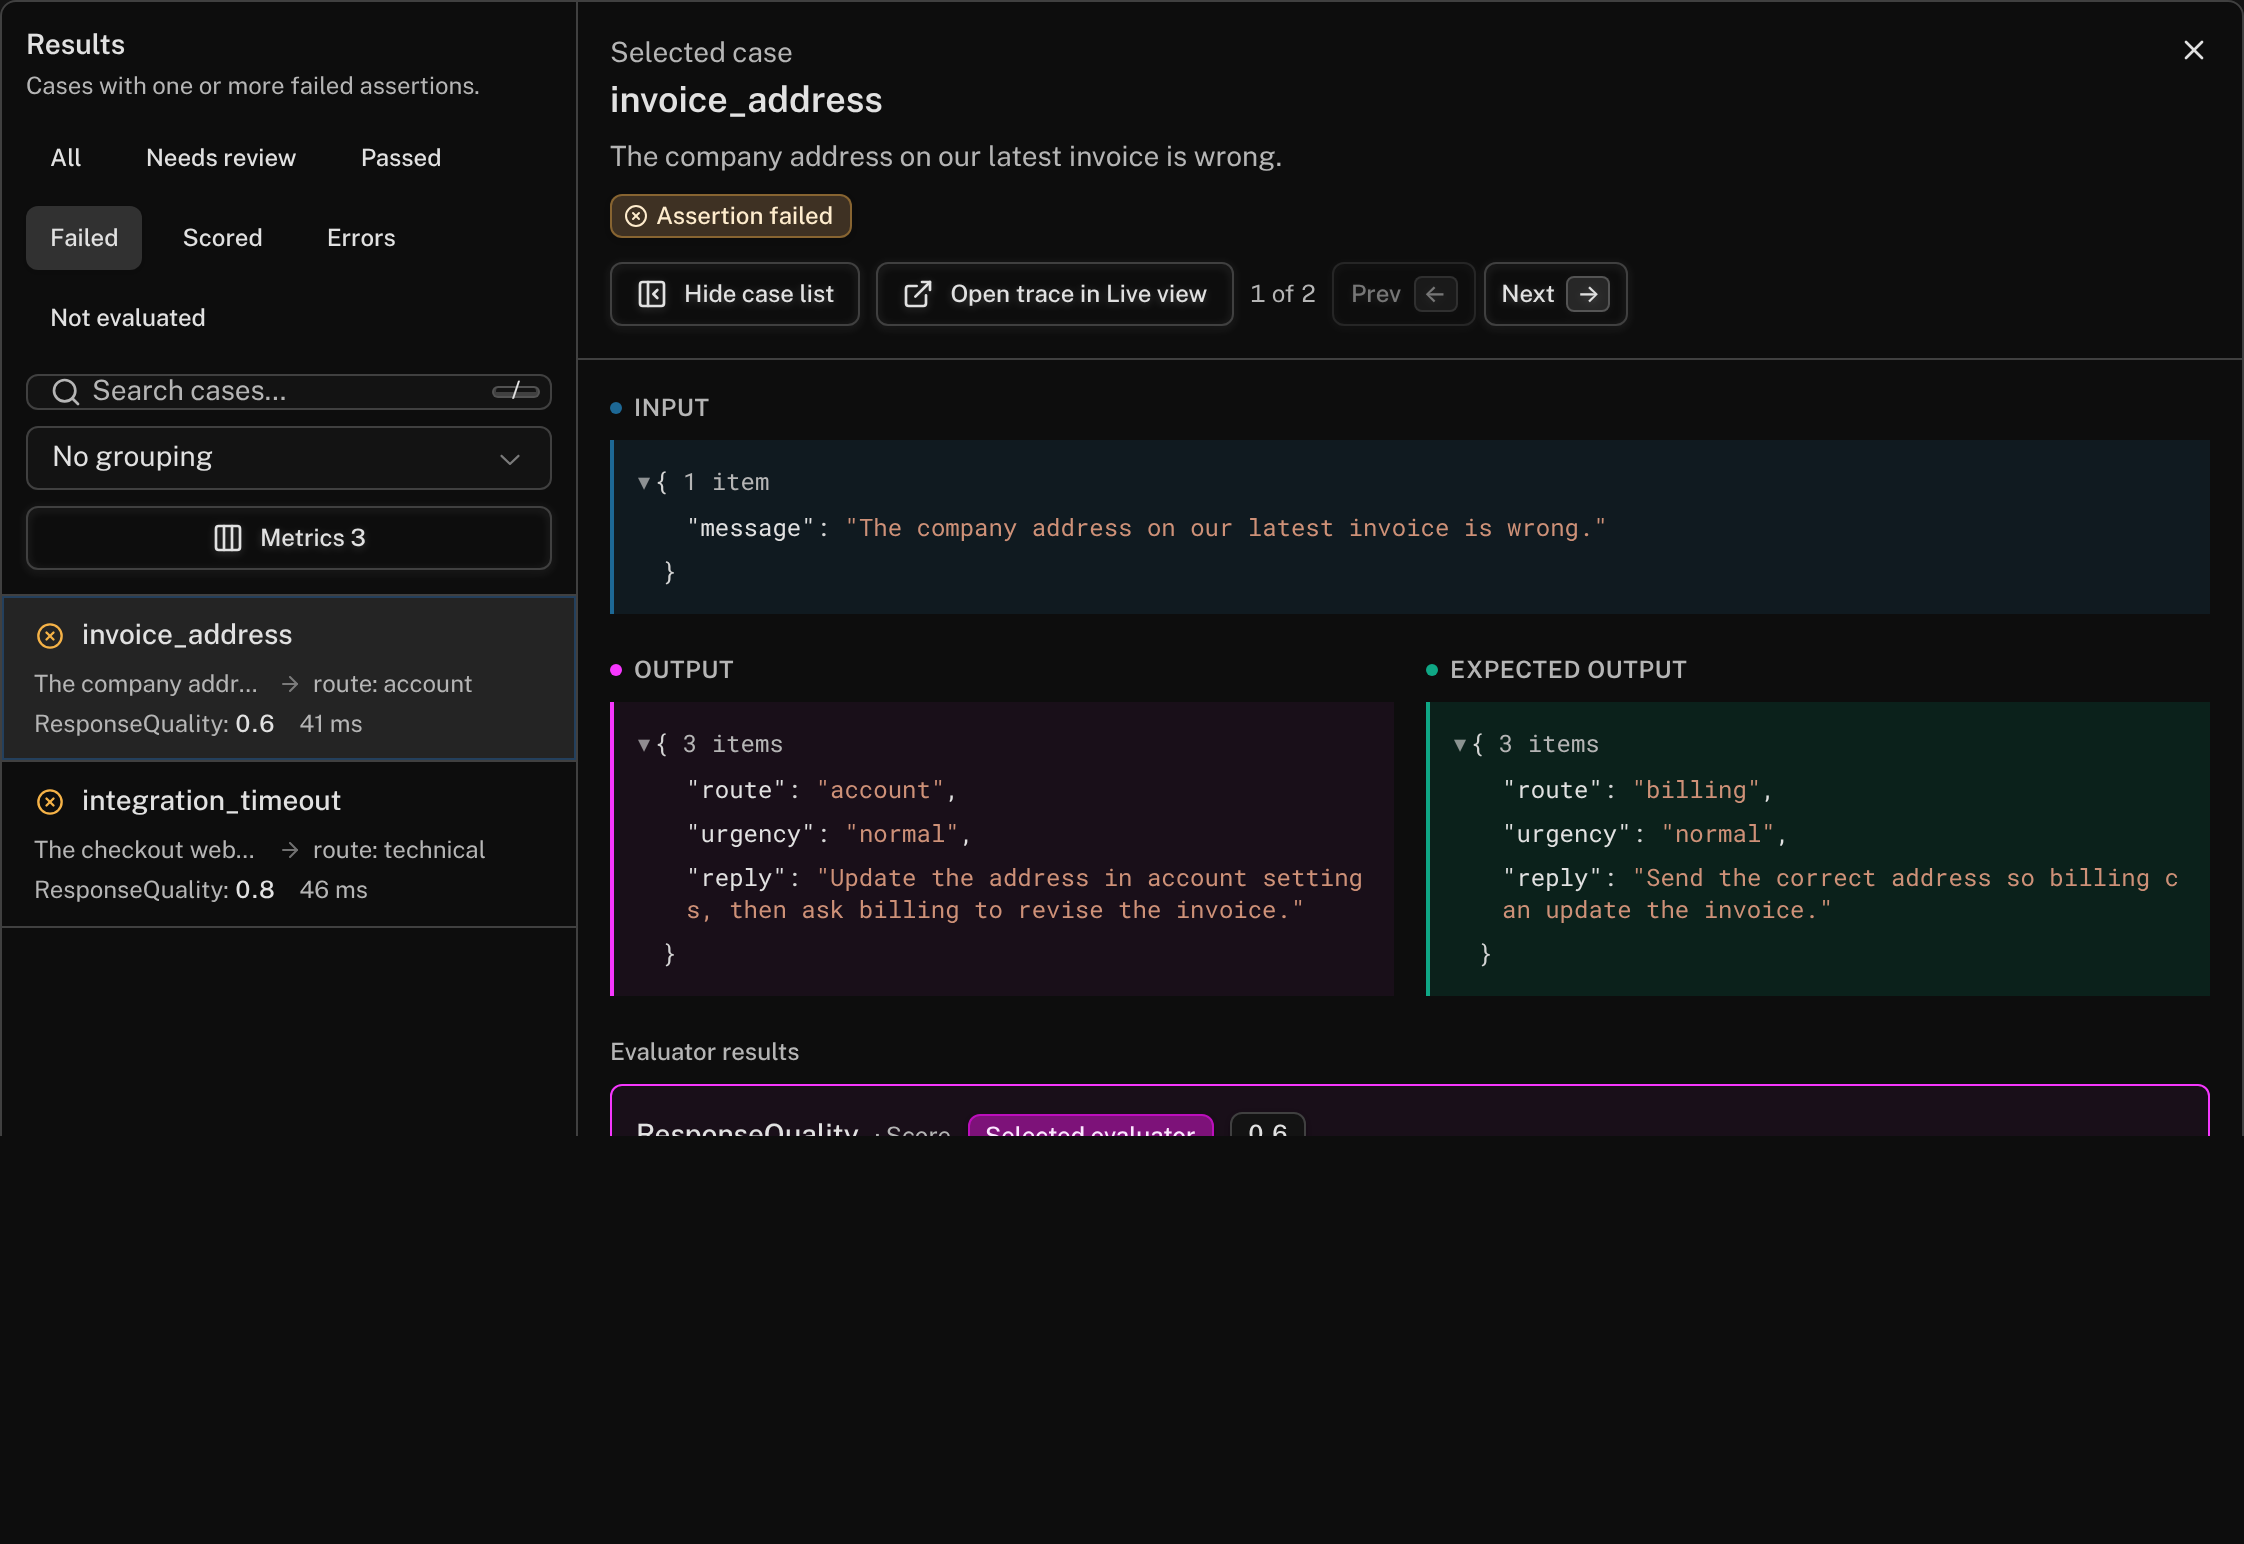 Results
Cases with one or more failed assertions.
All Needs review Passed
Failed Scored Errors
Not evaluated
Search cases... /
No grouping
Metrics 3
invoice_address
The company addr... → route: account
ResponseQuality: 0.6 41 ms
integration_timeout
The checkout web... → route: technical
ResponseQuality: 0.8 46 ms
Selected case
invoice_address
The company address on our latest invoice is wrong.
Assertion failed
Hide case list Open trace in Live view 1 of 2 Prev ← Next →
INPUT
▼{ 1 item
"message": "The company address on our latest invoice is wrong."
}
OUTPUT
▼{ 3 items
"route": "account",
"urgency": "normal",
"reply": "Update the address in account setting
s, then ask billing to revise the invoice."
}
EXPECTED OUTPUT
▼{ 3 items
"route": "billing",
"urgency": "normal",
"reply": "Send the correct address so billing c
an update the invoice."
}
Evaluator results
ResponseQuality · Score Selected evaluator 0.6